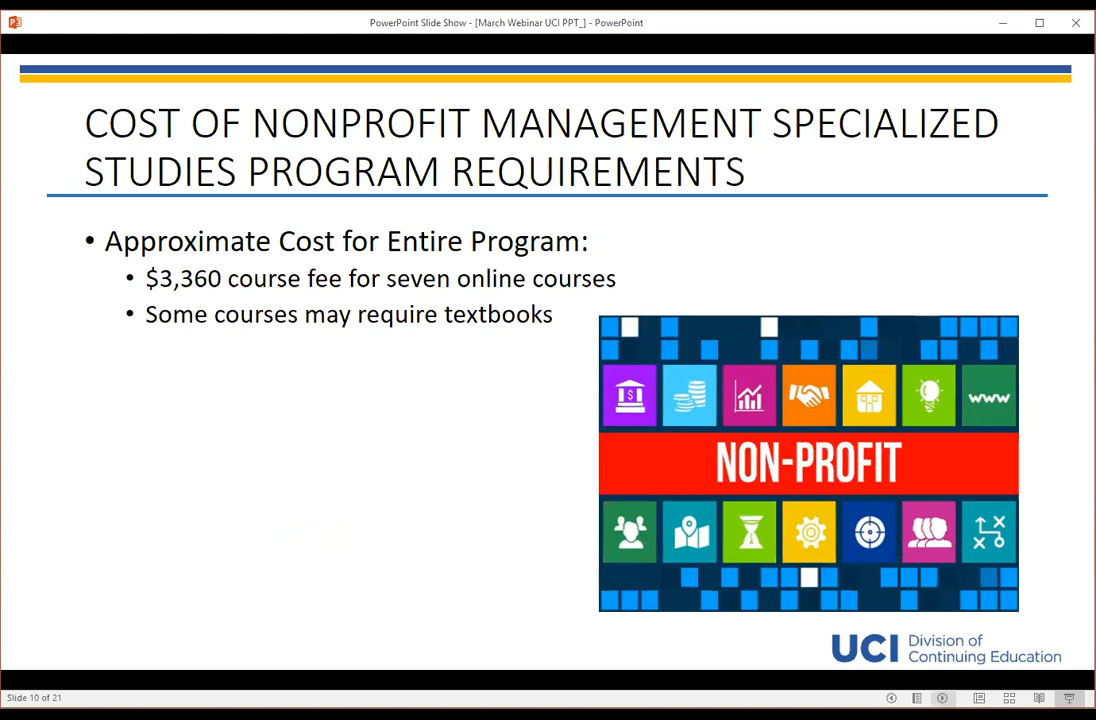 PowerPoint Slide Show - [March Webinar UCI PPT_] - PowerPoint
COST OF NONPROFIT MANAGEMENT SPECIALIZED
STUDIES PROGRAM REQUIREMENTS
• Approximate Cost for Entire Program:
• $3,360 course fee for seven online courses
• Some courses may require textbooks
$
www
NON-PROFIT
UCI Division of
Continuing Education
Slide 10 of 21